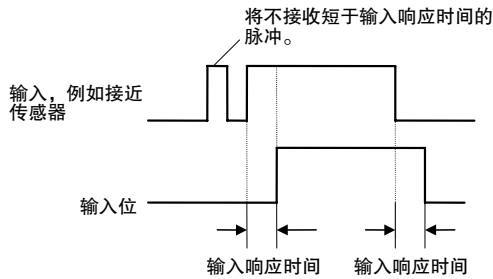 将不接收短于输入响应时间的
脉冲。
输入，例如接近
传感器
输入位
输入响应时间
输入响应时间